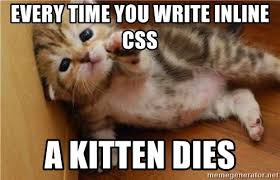 EVERY TIME YOU WRITE INLINE
CSS
A KITTEN DIES
memegenerator.net